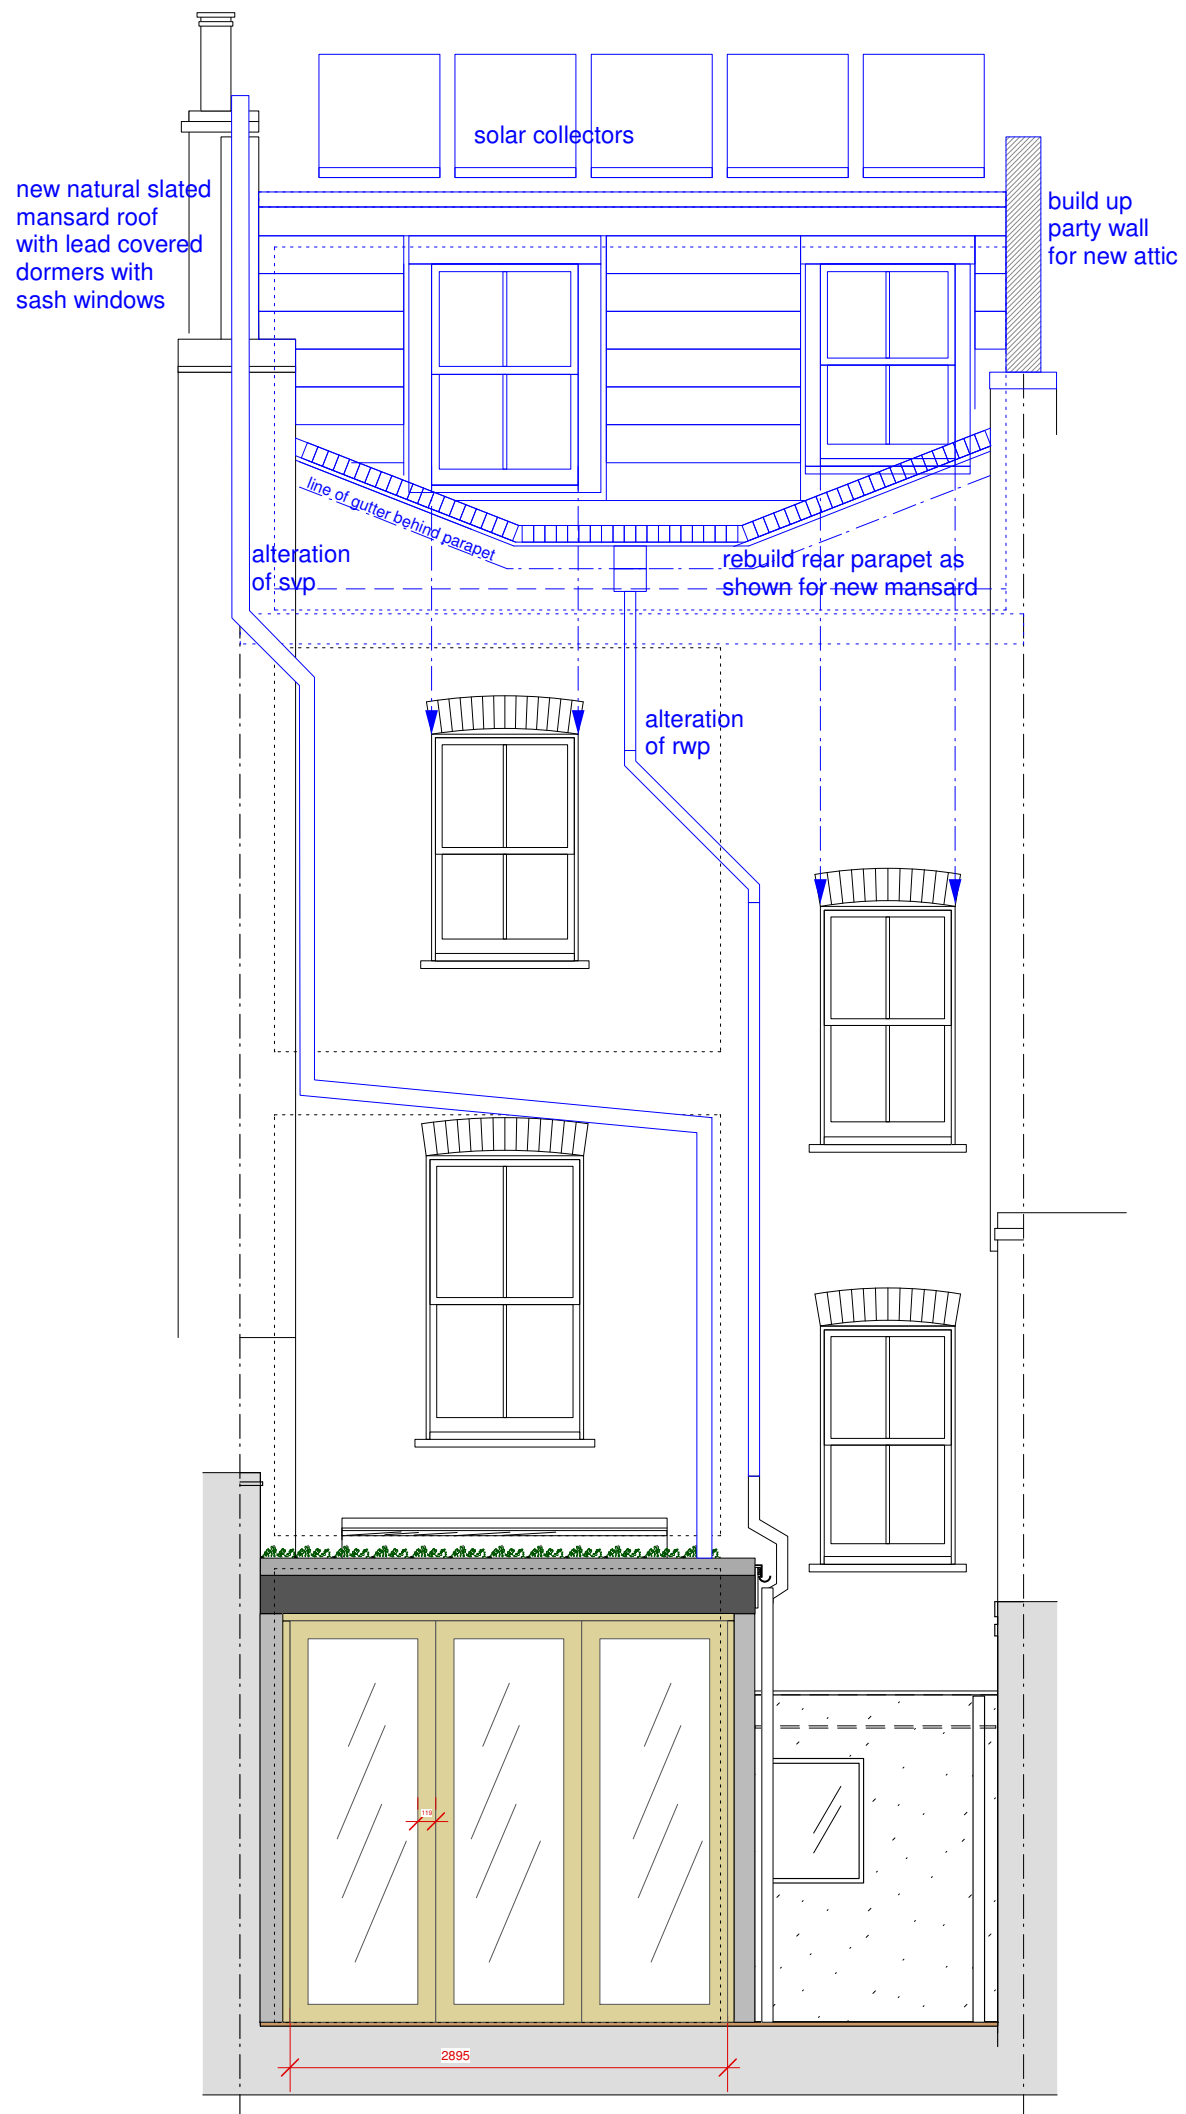 solar collectors
new natural slated
mansard roof
with lead covered
dormers with
sash windows
build up
party wall
for new attic
line of gutter behind parapet
alteration
of svp
rebuild rear parapet as
shown for new mansard
alteration
of rwp
119
2895